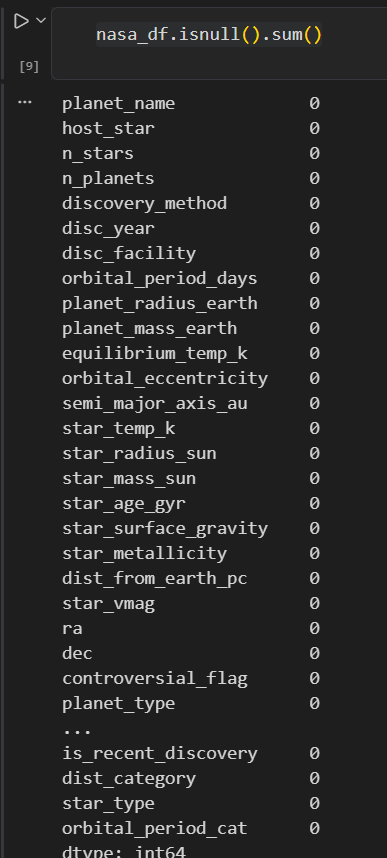 nasa_df.isnull().sum()
[9]
...
planet_name 0
host_star 0
n_stars 0
n_planets 0
discovery_method 0
disc_year 0
disc_facility 0
orbital_period_days 0
planet_radius_earth 0
planet_mass_earth 0
equilibrium_temp_k 0
orbital_eccentricity 0
semi_major_axis_au 0
star_temp_k 0
star_radius_sun 0
star_mass_sun 0
star_age_gyr 0
star_surface_gravity 0
star_metallicity 0
dist_from_earth_pc 0
star_vmag 0
ra 0
dec 0
controversial_flag 0
planet_type 0
...
is_recent_discovery 0
dist_category 0
star_type 0
orbital_period_cat 0
dtype: int64